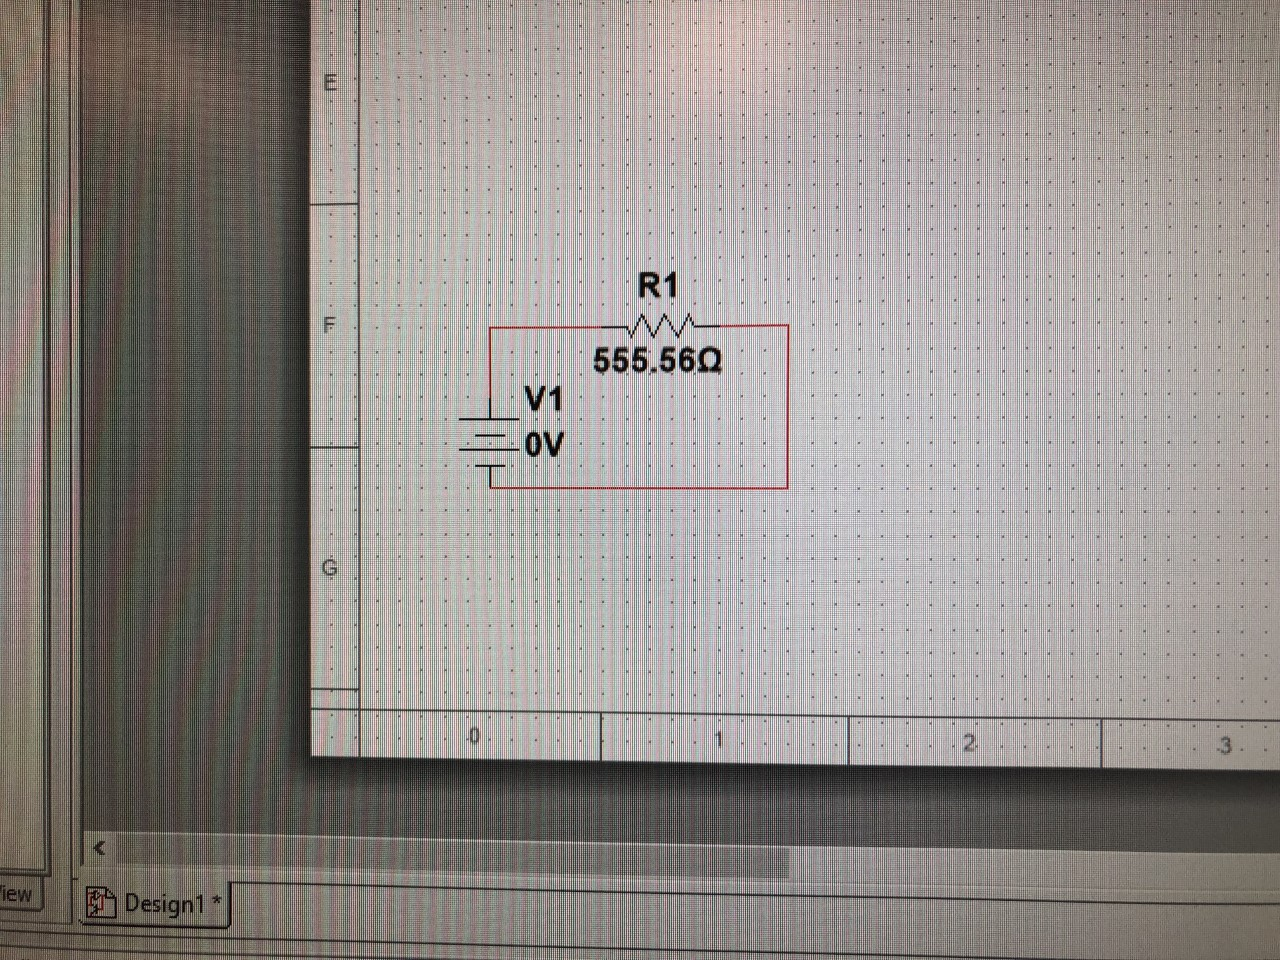 E
F
G
R1
555.56Ω
V1
0V
0 1 2 3
<
iew
Design1 *